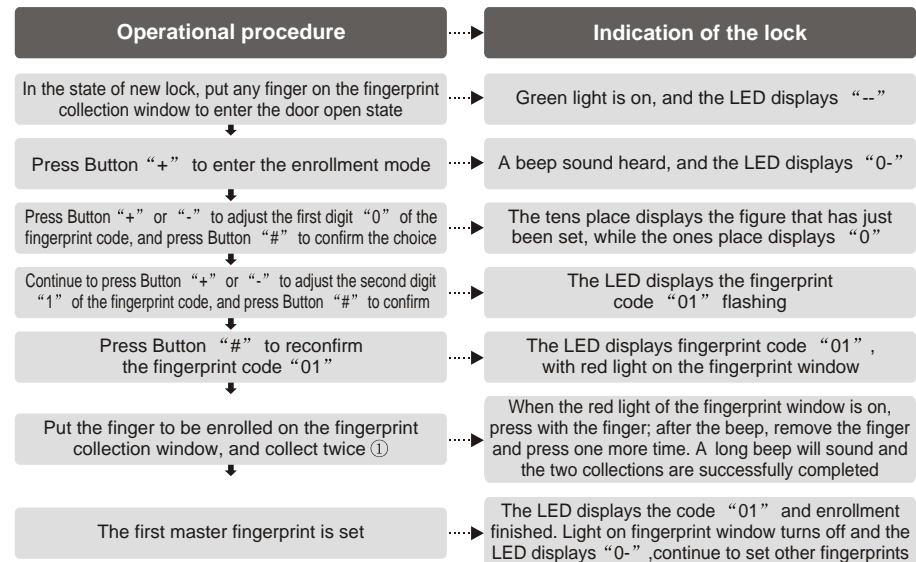 Operational procedure
Indication of the lock
In the state of new lock, put any finger on the fingerprint
collection window to enter the door open state
Green light is on, and the LED displays “--”
Press Button “+” to enter the enrollment mode
A beep sound heard, and the LED displays “0-”
Press Button “+” or “-” to adjust the first digit “0” of the
fingerprint code, and press Button “#” to confirm the choice
The tens place displays the figure that has just
been set, while the ones place displays “0”
Continue to press Button “+” or “-” to adjust the second digit
“1” of the fingerprint code, and press Button “#” to confirm
The LED displays the fingerprint
code “01” flashing
Press Button “#” to reconfirm
the fingerprint code “01”
The LED displays fingerprint code “01” ,
with red light on the fingerprint window
Put the finger to be enrolled on the fingerprint
collection window, and collect twice ①
When the red light of the fingerprint window is on,
press with the finger; after the beep, remove the finger
and press one more time. A long beep will sound and
the two collections are successfully completed
The first master fingerprint is set
The LED displays the code “01” and enrollment
finished. Light on fingerprint window turns off and the
LED displays “0-” ,continue to set other fingerprints